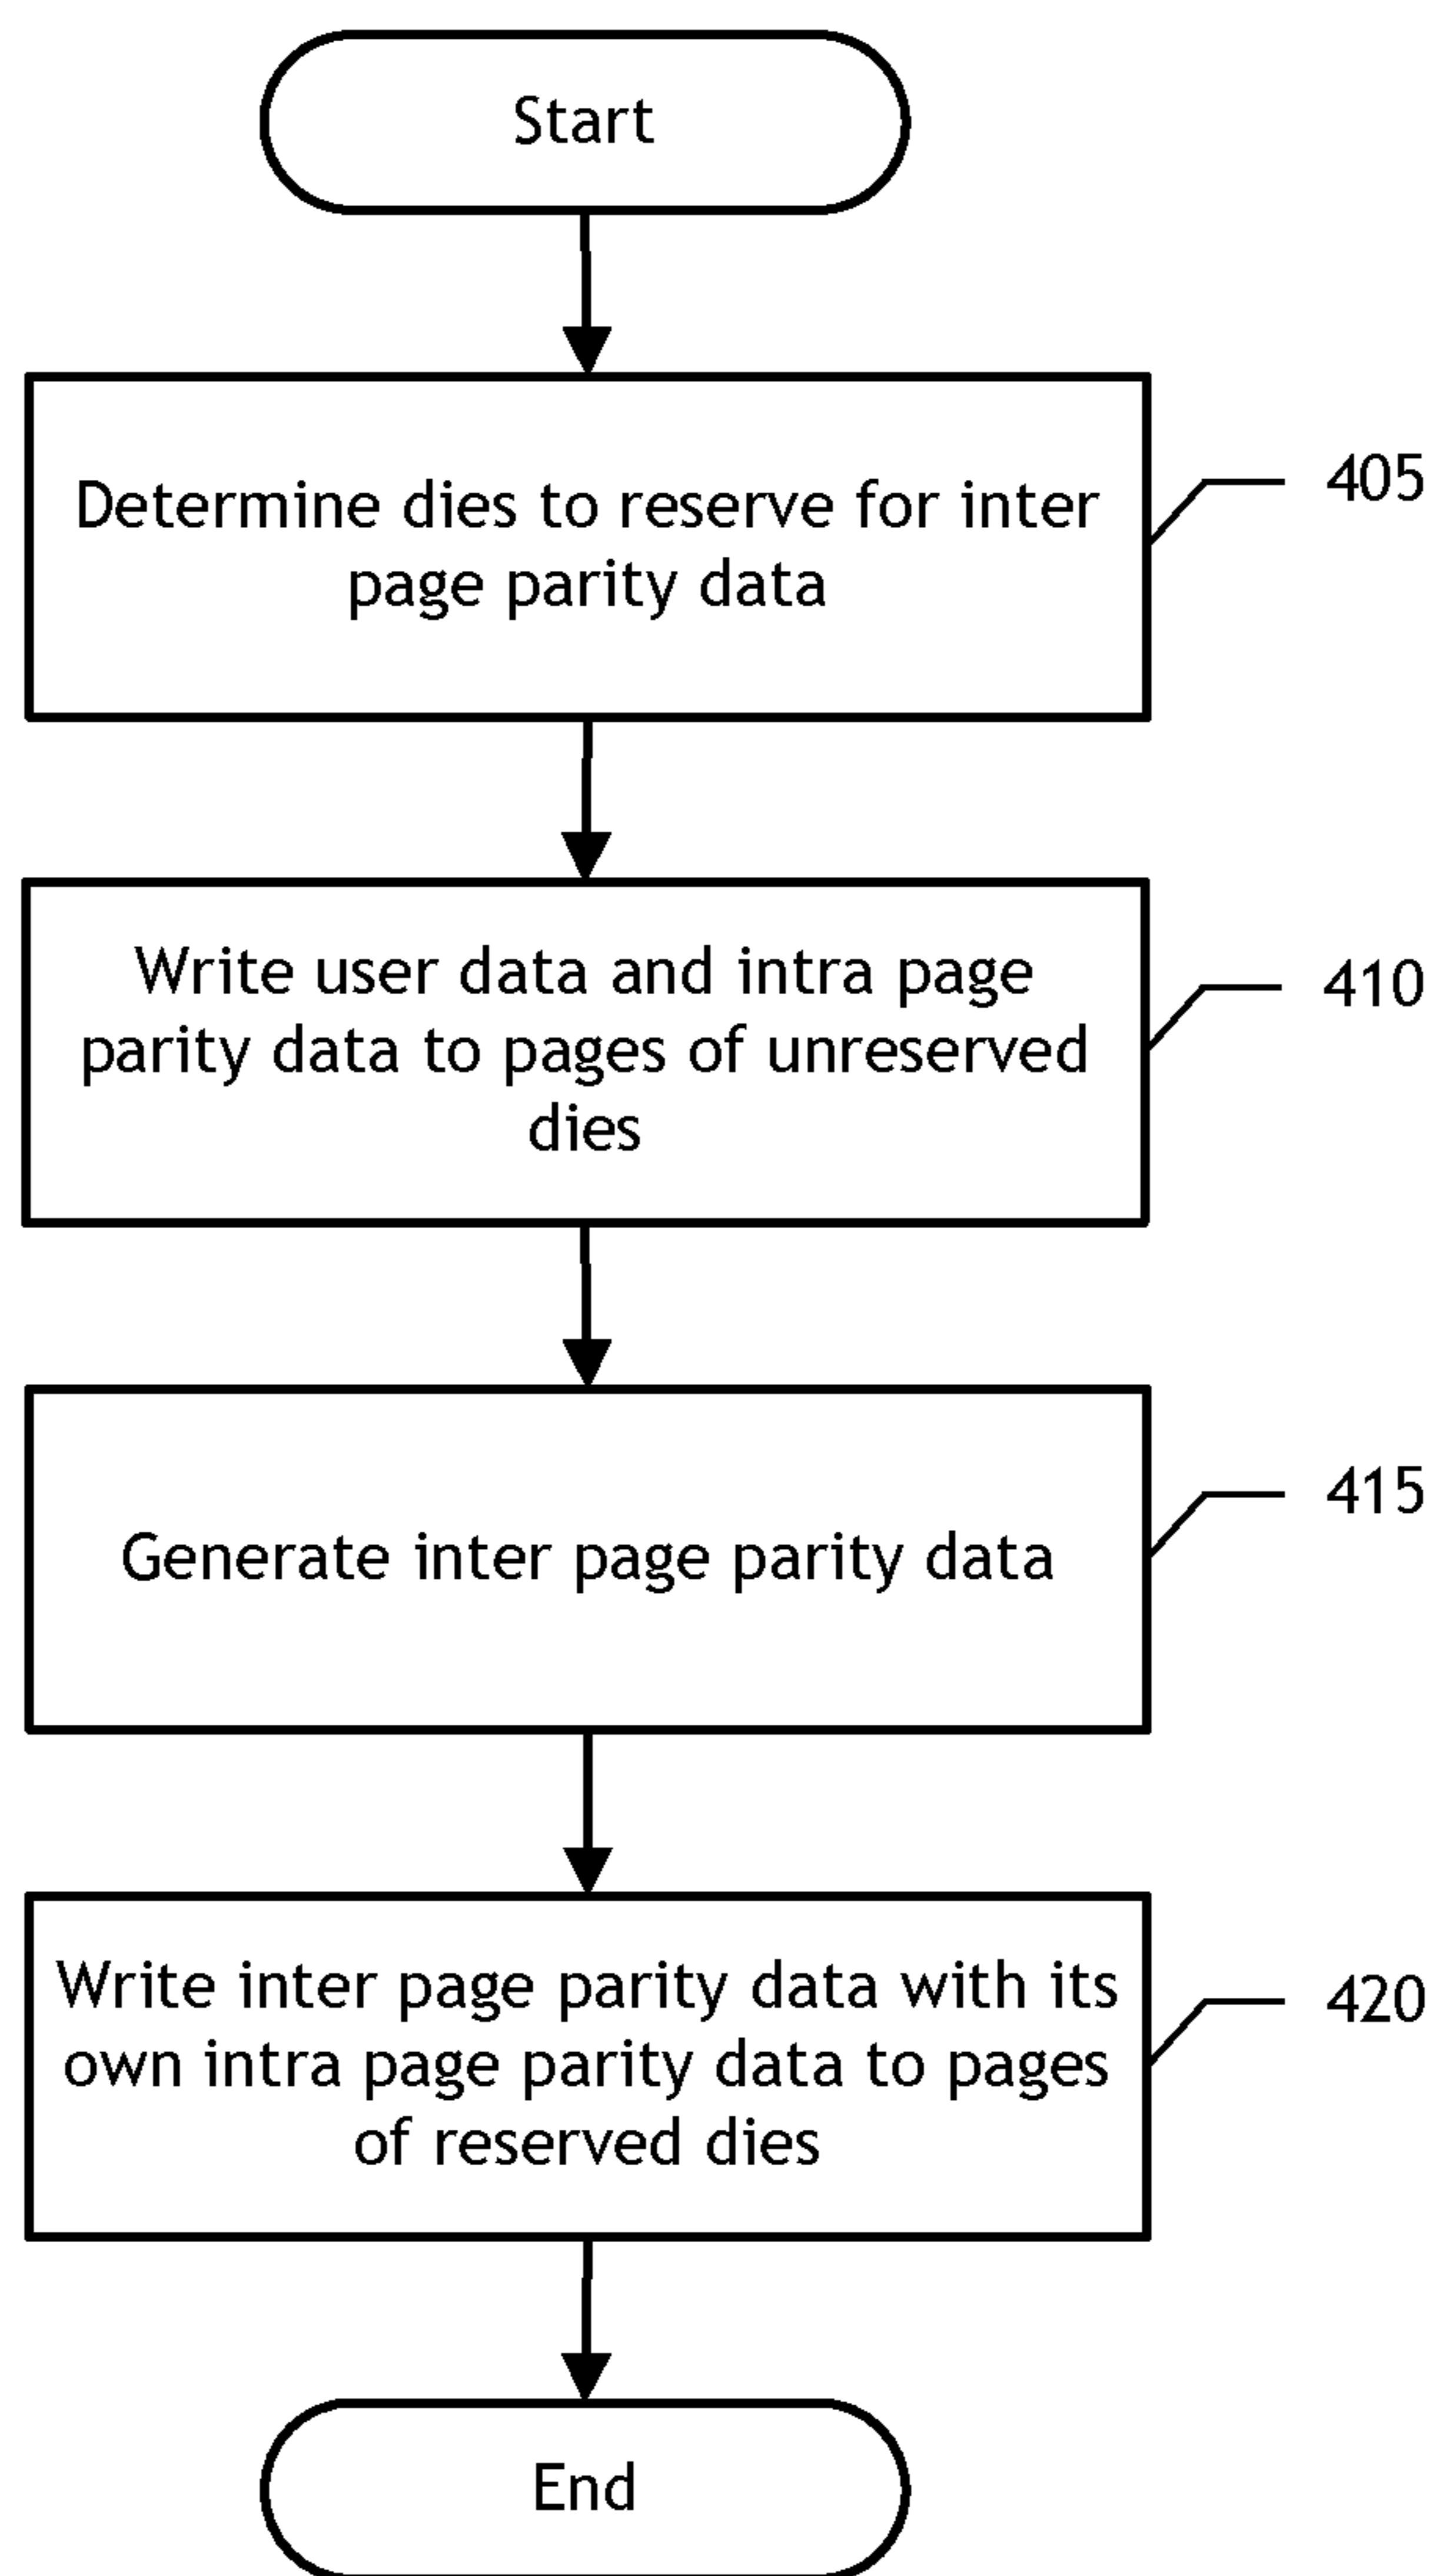 Start
Determine dies to reserve for inter
page parity data
405
Write user data and intra page
parity data to pages of unreserved
dies
410
Generate inter page parity data
415
Write inter page parity data with its
own intra page parity data to pages
of reserved dies
420
End